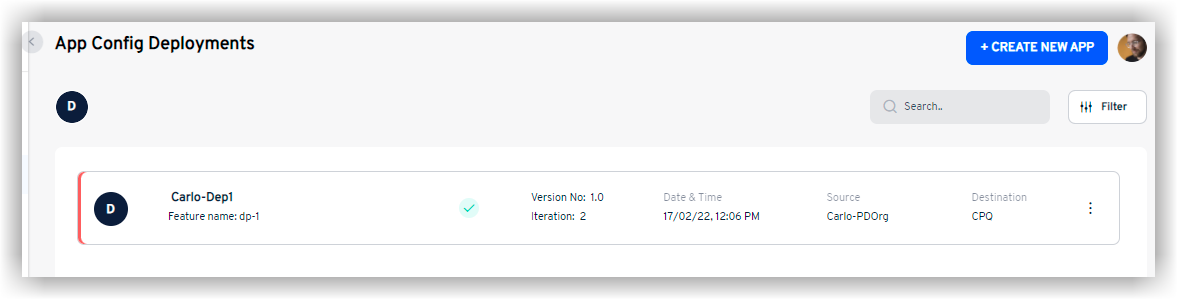 App Config Deployments
+ CREATE NEW APP
D
Search..
Filter
D
Carlo-Dep1
Feature name: dp-1
Version No: 1.0
Iteration: 2
Date & Time
17/02/22, 12:06 PM
Source
Carlo-PDOrg
Destination
CPQ